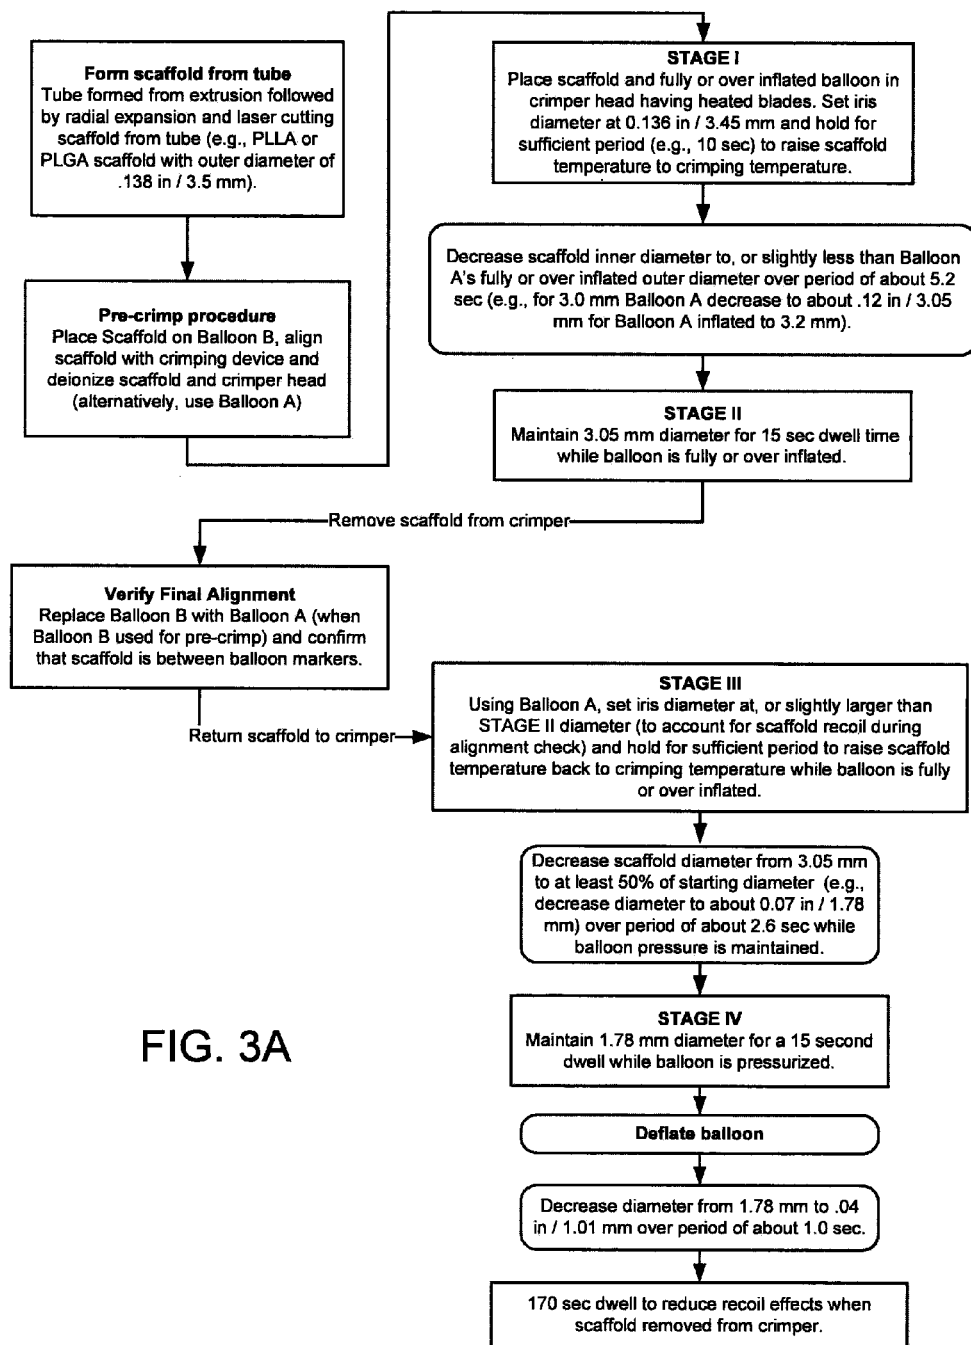 Form scaffold from tube
Tube formed from extrusion followed
by radial expansion and laser cutting
scaffold from tube (e.g., PLLA or
PLGA scaffold with outer diameter of
.138 in / 3.5 mm).
Pre-crimp procedure
Place Scaffold on Balloon B, align
scaffold with crimping device and
deionize scaffold and crimper head
(alternatively, use Balloon A)
STAGE I
Place scaffold and fully or over inflated balloon in
crimper head having heated blades. Set iris
diameter at 0.136 in / 3.45 mm and hold for
sufficient period (e.g., 10 sec) to raise scaffold
temperature to crimping temperature.
Decrease scaffold inner diameter to, or slightly less than Balloon
A's fully or over inflated outer diameter over period of about 5.2
sec (e.g., for 3.0 mm Balloon A decrease to about .12 in / 3.05
mm for Balloon A inflated to 3.2 mm).
STAGE II
Maintain 3.05 mm diameter for 15 sec dwell time
while balloon is fully or over inflated.
Remove scaffold from crimper
Verify Final Alignment
Replace Balloon B with Balloon A (when
Balloon B used for pre-crimp) and confirm
that scaffold is between balloon markers.
Return scaffold to crimper
STAGE III
Using Balloon A, set iris diameter at, or slightly larger than
STAGE II diameter (to account for scaffold recoil during
alignment check) and hold for sufficient period to raise scaffold
temperature back to crimping temperature while balloon is fully
or over inflated.
Decrease scaffold diameter from 3.05 mm
to at least 50% of starting diameter (e.g.,
decrease diameter to about 0.07 in / 1.78
mm) over period of about 2.6 sec while
balloon pressure is maintained.
STAGE IV
Maintain 1.78 mm diameter for a 15 second
dwell while balloon is pressurized.
Deflate balloon
Decrease diameter from 1.78 mm to .04
in / 1.01 mm over period of about 1.0 sec.
170 sec dwell to reduce recoil effects when
scaffold removed from crimper.
FIG. 3A